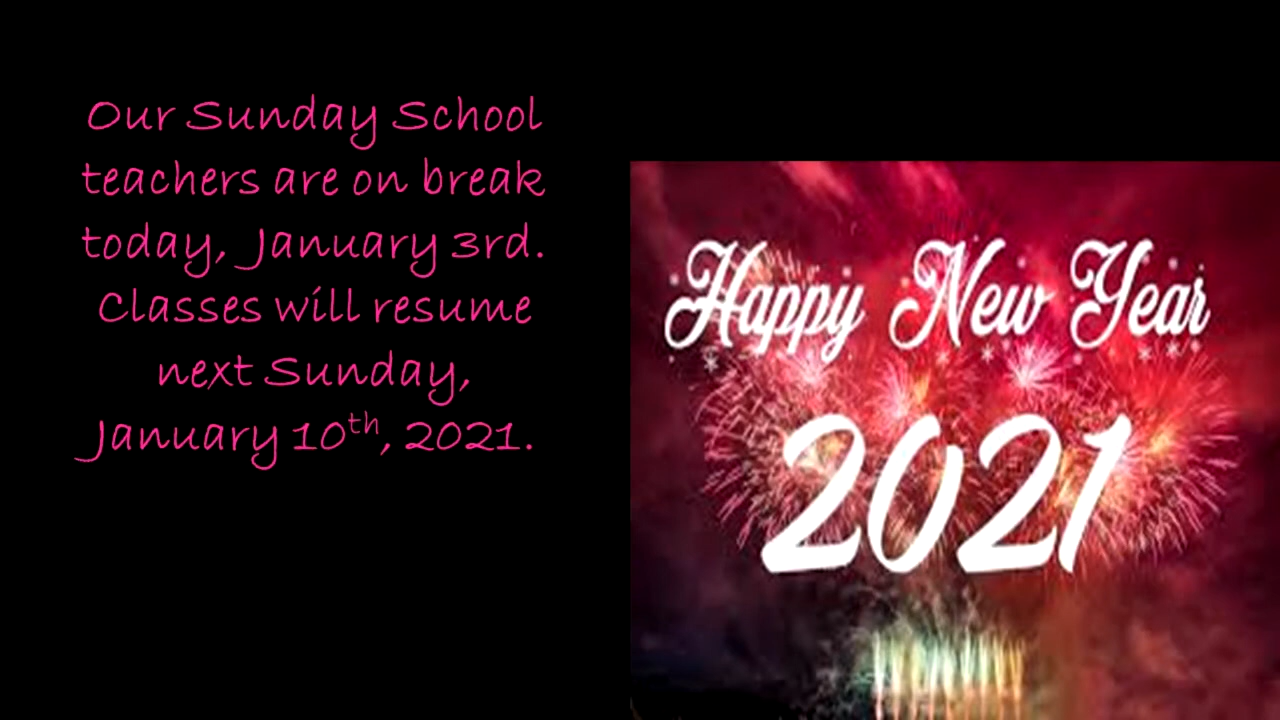 Our Sunday School
teachers are on break
today, January 3rd.
Classes will resume
next Sunday,
January 10th, 2021.
Happy New Year
2021